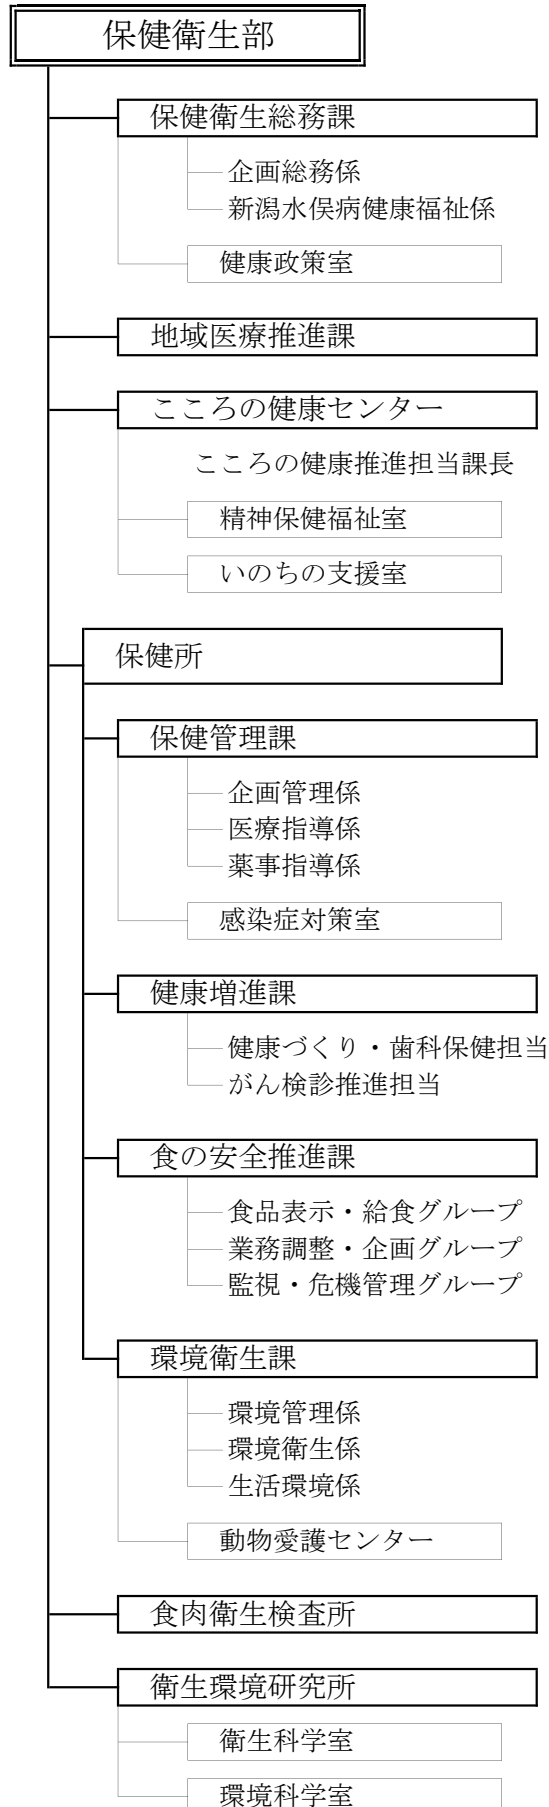 保健衛生部
保健衛生総務課
企画総務係
新潟水俣病健康福祉係
健康政策室
地域医療推進課
こころの健康センター
こころの健康推進担当課長
精神保健福祉室
いのちの支援室
保健所
保健管理課
企画管理係
医療指導係
薬事指導係
感染症対策室
健康増進課
健康づくり・歯科保健担当
がん検診推進担当
食の安全推進課
食品表示・給食グループ
業務調整・企画グループ
監視・危機管理グループ
環境衛生課
環境管理係
環境衛生係
生活環境係
動物愛護センター
食肉衛生検査所
衛生環境研究所
衛生科学室
環境科学室